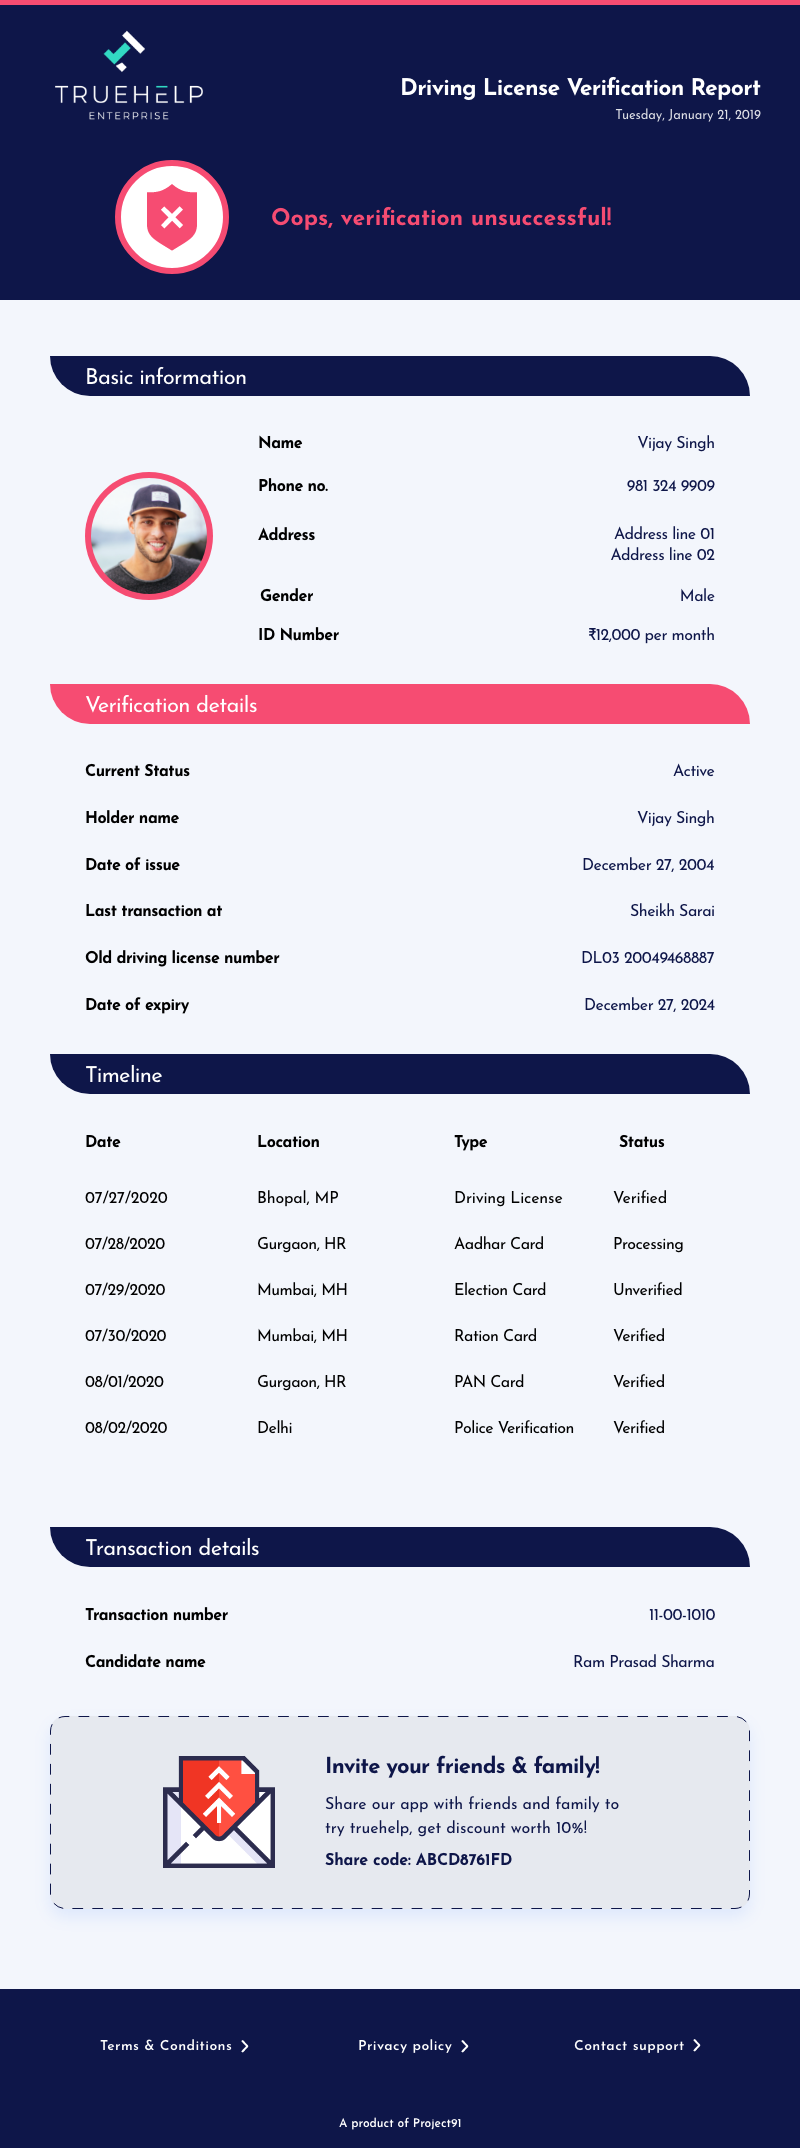 TRUEHELP
ENTERPRISE
Driving License Verification Report
Tuesday, January 21, 2019
Oops, verification unsuccessful!
Basic information
Name Vijay Singh
Phone no. 981 324 9909
Address Address line 01
Address line 02
Gender Male
ID Number ₹12,000 per month
Verification details
Current Status Active
Holder name Vijay Singh
Date of issue December 27, 2004
Last transaction at Sheikh Sarai
Old driving license number DL03 20049468887
Date of expiry December 27, 2024
Timeline
Date Location Type Status
07/27/2020 Bhopal, MP Driving License Verified
07/28/2020 Gurgaon, HR Aadhar Card Processing
07/29/2020 Mumbai, MH Election Card Unverified
07/30/2020 Mumbai, MH Ration Card Verified
08/01/2020 Gurgaon, HR PAN Card Verified
08/02/2020 Delhi Police Verification Verified
Transaction details
Transaction number 11-00-1010
Candidate name Ram Prasad Sharma
Invite your friends & family!
Share our app with friends and family to
try truehelp, get discount worth 10%!
Share code: ABCD8761FD
Terms & Conditions Privacy policy Contact support
A product of Project91